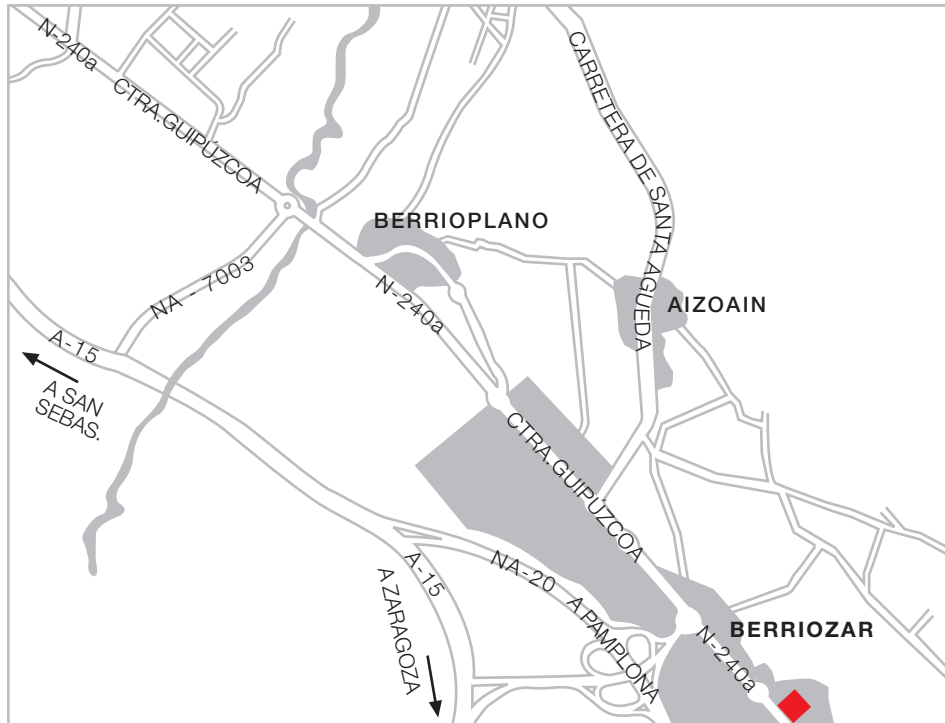 N-240a
CTRA.GUIPÚZCOA
CARRETERA DE SANTA AGUEDA
BERRIOPLANO
NA - 7003
N-240a
AIZOAIN
A-15
A SAN
SEBAS.
CTRA.GUIPÚZCOA
A-15
NA-20
A PAMPLONA
A ZARAGOZA
BERRIOZAR
N-240a